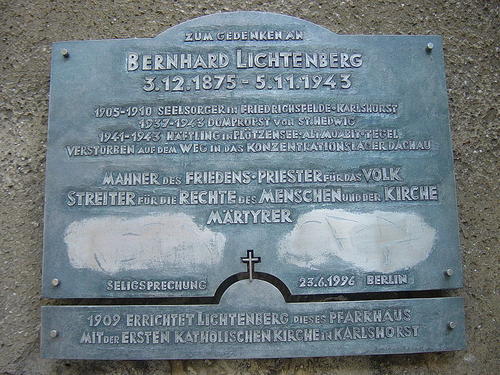 ZUM GEDENKEN AN
BERNHARD LICHTENBERG
3.12.1875 - 5.11.1943
1905-1910 SEELSORGER IN FRIEDRICHSFELDE-KARLSHORST
1937-1943 DOMPROPST VON ST.HEDWIG
1941-1943 HÄFTLING IN PLÖTZENSEE-ALT MOABIT-TEGEL
VERSTORBEN AUF DEM WEG IN DAS KONZENTRATIONSLAGER DACHAU
MAHNER DES FRIEDENS-PRIESTER FÜR DAS VOLK
STREITER FÜR DIE RECHTE DES MENSCHEN UND DER KIRCHE
MÄRTYRER
SELIGSPRECHUNG 23.6.1996 BERLIN
1909 ERRICHTET LICHTENBERG DIESES PFARRHAUS
MIT DER ERSTEN KATHOLISCHEN KIRCHE IN KARLSHORST